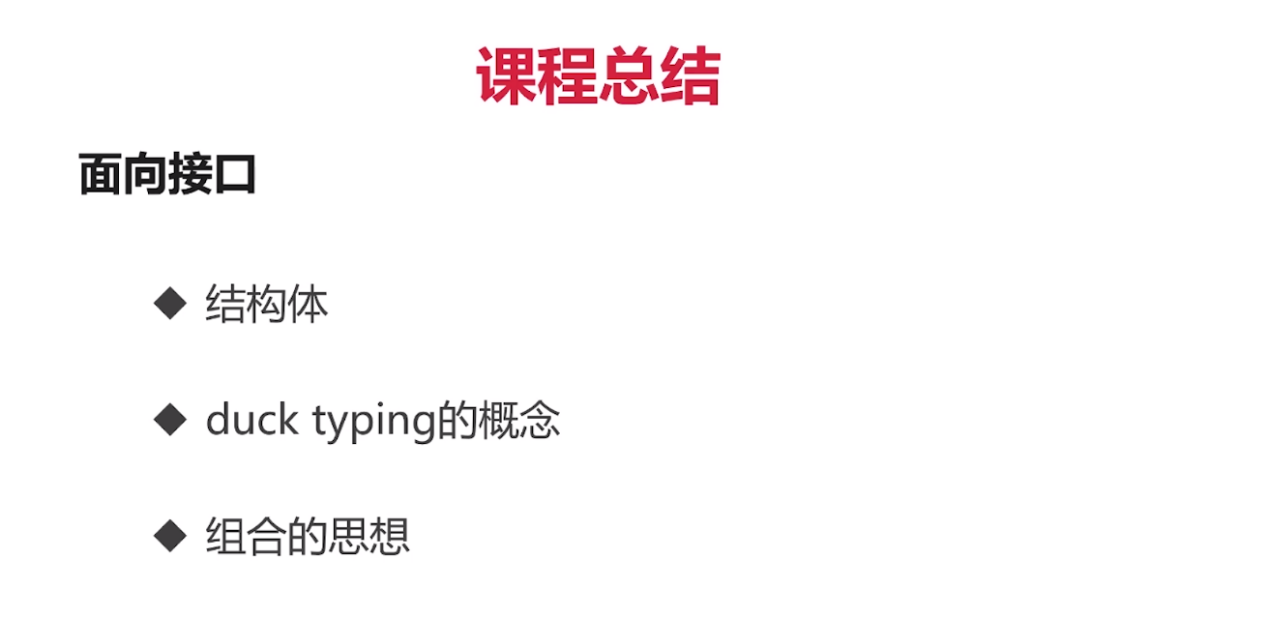 课程总结
面向接口
◆ 结构体
◆ duck typing的概念
◆ 组合的思想